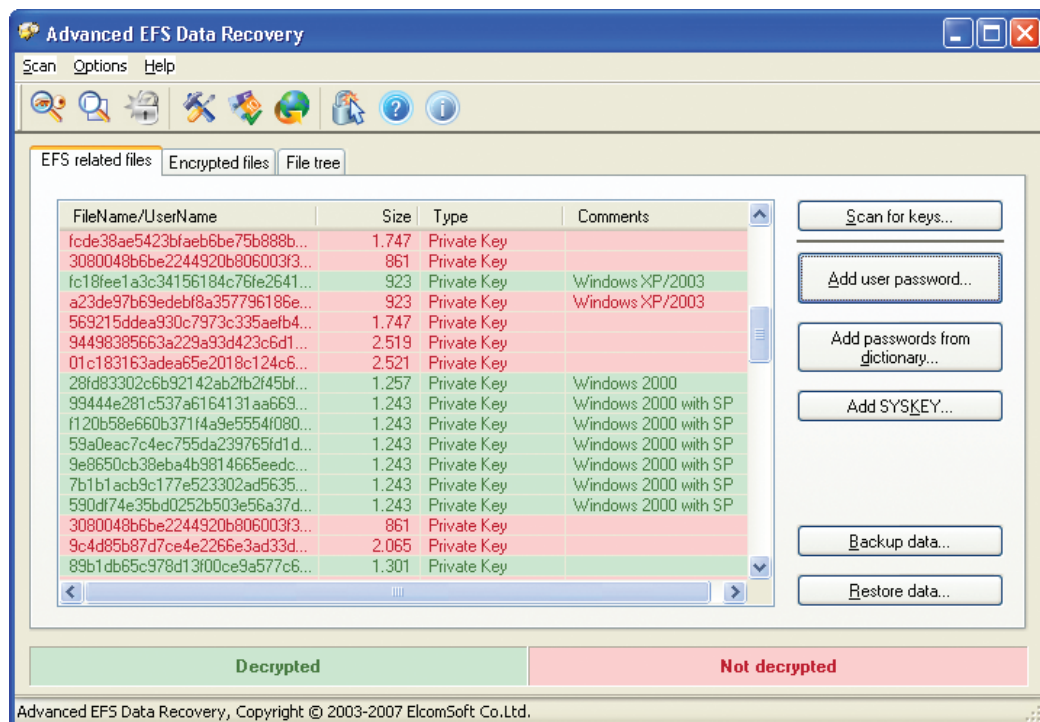 Advanced EFS Data Recovery
Scan Options Help
EFS related files Encrypted files File tree
FileName/UserName Size Type Comments
fcde38ae5423bfaeb6be75b888b... 1.747 Private Key
3080048b6be2244920b806003f3... 861 Private Key
fc18fee1a3c34156184c76fe2641... 923 Private Key Windows XP/2003
a23de97b69edebf8a357796186e... 923 Private Key Windows XP/2003
569215ddea930c7973c335aefb4... 1.747 Private Key
94498385663a229a93d423c6d1... 2.519 Private Key
01c183163adea65e2018c124c6... 2.521 Private Key
28fd83302c6b92142ab2fb2f45bf... 1.257 Private Key Windows 2000
99444e281c537a6164131aa669... 1.243 Private Key Windows 2000 with SP
f120b58e660b371f4a9e5554f080... 1.243 Private Key Windows 2000 with SP
59a0eac7c4ec755da239765fd1d... 1.243 Private Key Windows 2000 with SP
9e8650cb38eba4b9814665eedc... 1.243 Private Key Windows 2000 with SP
7b1b1acb9c177e523302ad5635... 1.243 Private Key Windows 2000 with SP
590df74e35bd0252b503e56a37d... 1.243 Private Key Windows 2000 with SP
3080048b6be2244920b806003f3... 861 Private Key
9c4d85b87d7ce4e2266e3ad33d... 2.065 Private Key
89b1db65c978d13f00ce9a577c6... 1.301 Private Key
Scan for keys...
Add user password...
Add passwords from
dictionary...
Add SYSKEY...
Backup data...
Restore data...
Decrypted Not decrypted
Advanced EFS Data Recovery, Copyright © 2003-2007 ElcomSoft Co.Ltd.